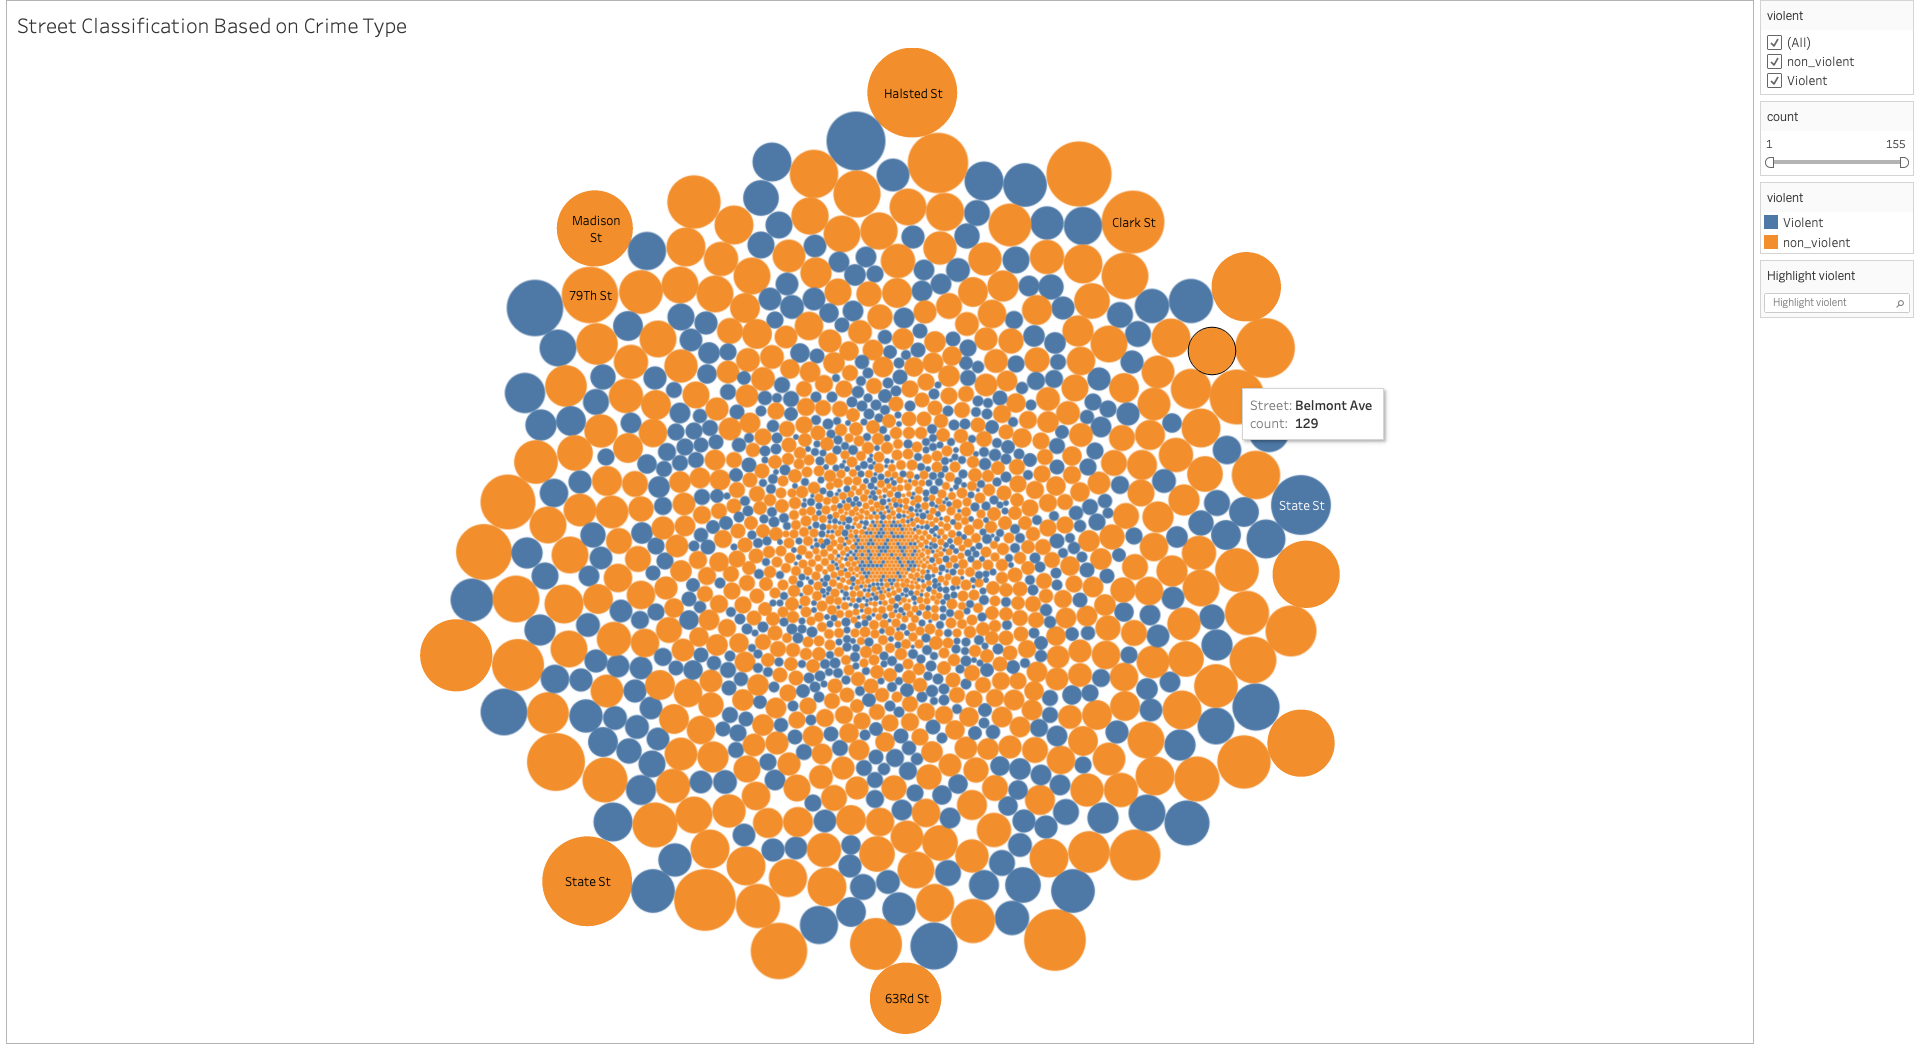 Street Classification Based on Crime Type
Halsted St
Madison
St
Clark St
79Th St
Street: Belmont Ave
count: 129
State St
State St
63Rd St
violent
(All)
non_violent
Violent
count
1 155
violent
Violent
non_violent
Highlight violent
Highlight violent